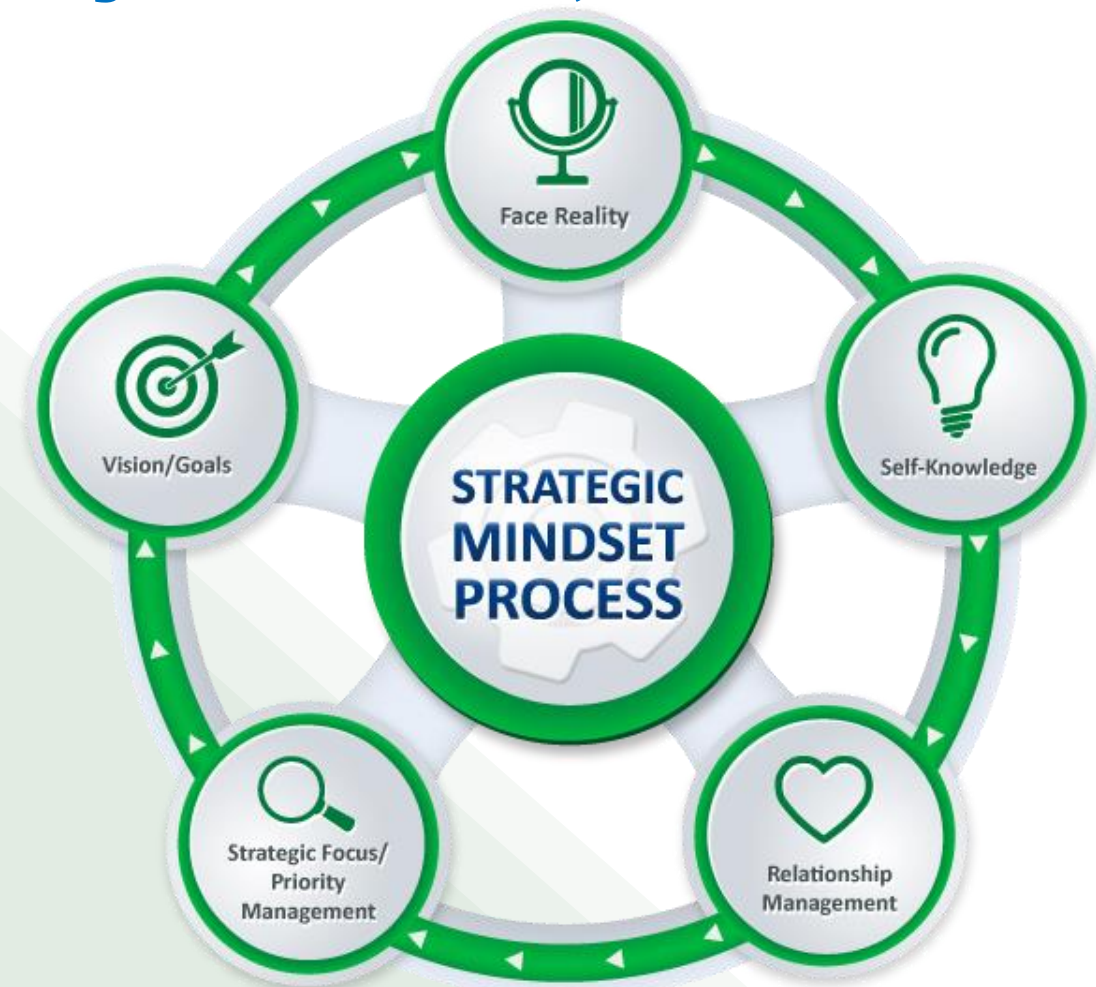 Face Reality
Self-Knowledge
Relationship
Management
Strategic Focus/
Priority
Management
Vision/Goals
STRATEGIC
MINDSET
PROCESS